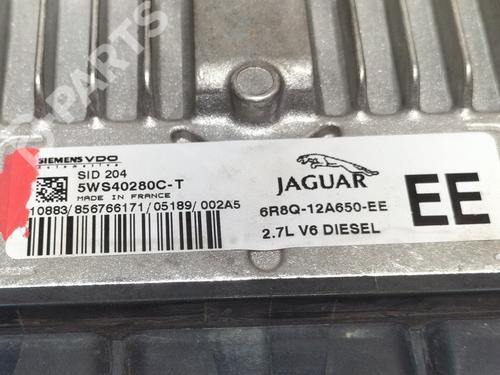 B-PARTS
SIEMENS VDO
Automotive
SID 204
5WS40280C-T
MADE IN FRANCE
10883/856766171/05189/002A5
JAGUAR
6R8Q-12A650-EE
2.7L V6 DIESEL
EE